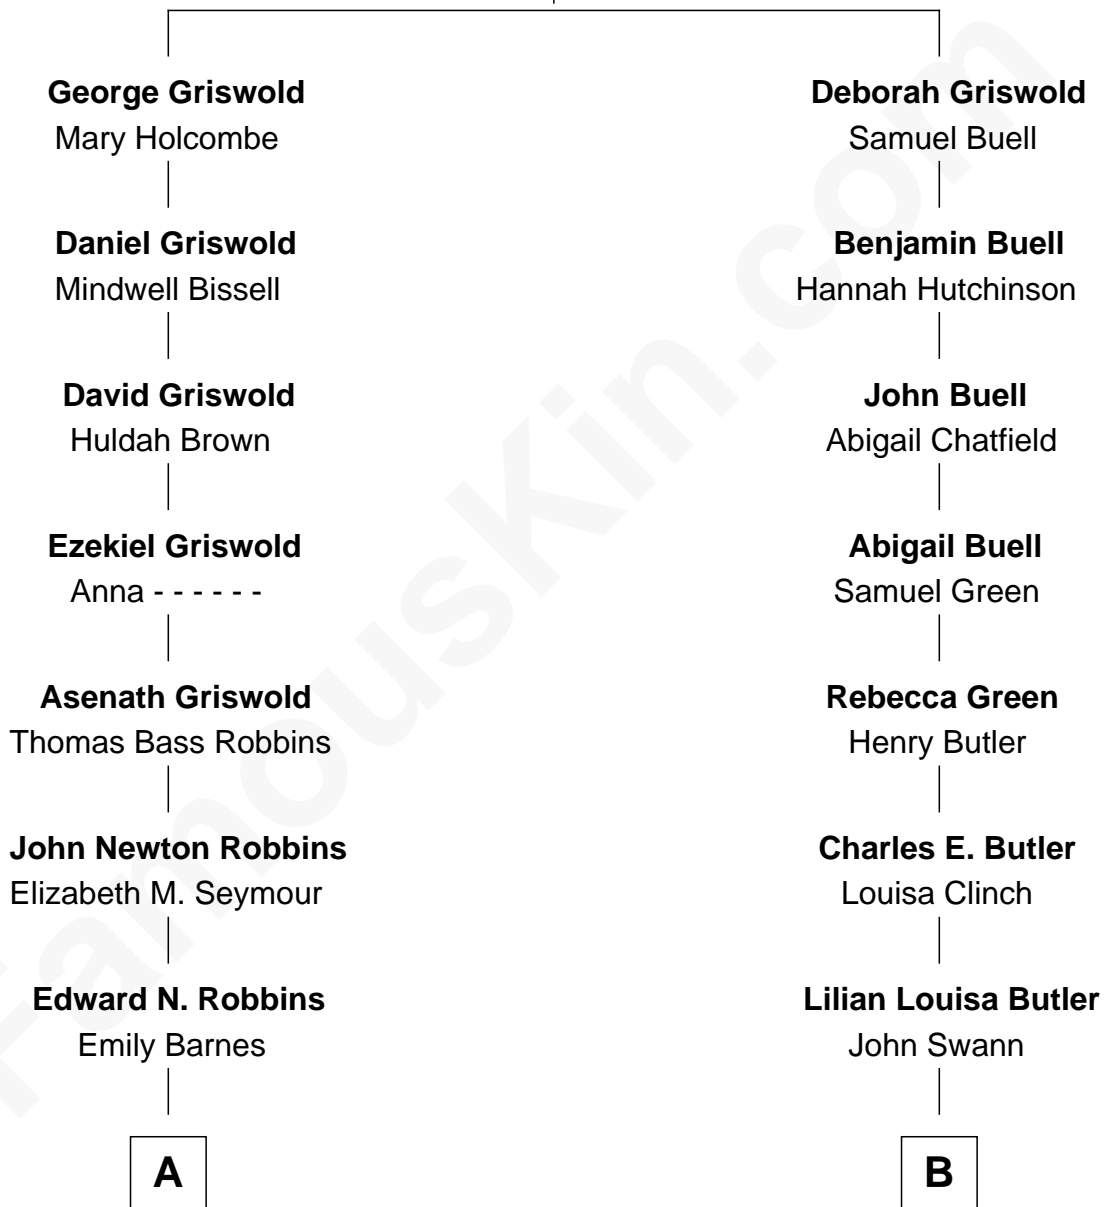 George Griswold
Mary Holcombe
Daniel Griswold
Mindwell Bissell
David Griswold
Huldah Brown
Ezekiel Griswold
Anna - - - - - -
Asenath Griswold
Thomas Bass Robbins
John Newton Robbins
Elizabeth M. Seymour
Edward N. Robbins
Emily Barnes
A
Deborah Griswold
Samuel Buell
Benjamin Buell
Hannah Hutchinson
John Buell
Abigail Chatfield
Abigail Buell
Samuel Green
Rebecca Green
Henry Butler
Charles E. Butler
Louisa Clinch
Lilian Louisa Butler
John Swann
B
FamousKin.com